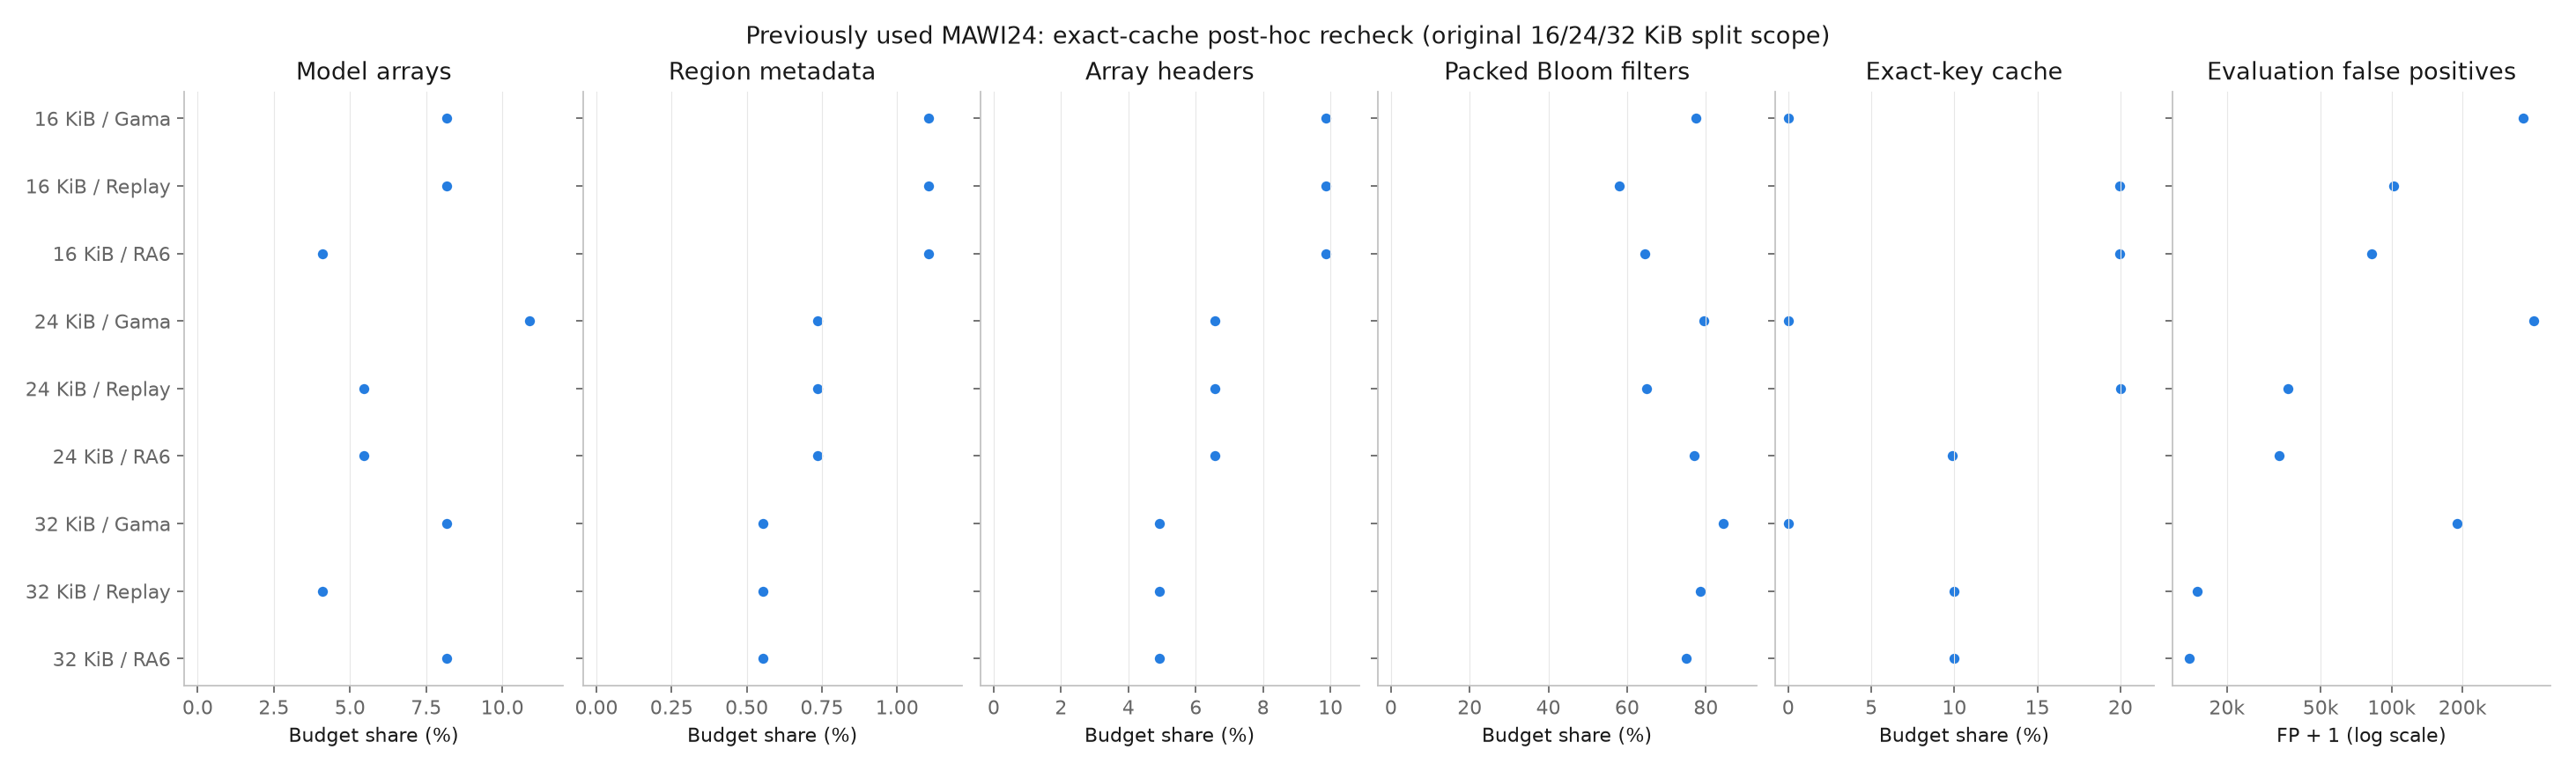 Previously used MAWI24: exact-cache post-hoc recheck (original 16/24/32 KiB split scope)
Model arrays
Region metadata
Array headers
Packed Bloom filters
Exact-key cache
Evaluation false positives
16 KiB / Gama
16 KiB / Replay
16 KiB / RA6
24 KiB / Gama
24 KiB / Replay
24 KiB / RA6
32 KiB / Gama
32 KiB / Replay
32 KiB / RA6
0.0 2.5 5.0 7.5 10.0
0.00 0.25 0.50 0.75 1.00
0 2 4 6 8 10
0 20 40 60 80
0 5 10 15 20
20k 50k 100k 200k
Budget share (%)
Budget share (%)
Budget share (%)
Budget share (%)
Budget share (%)
FP + 1 (log scale)